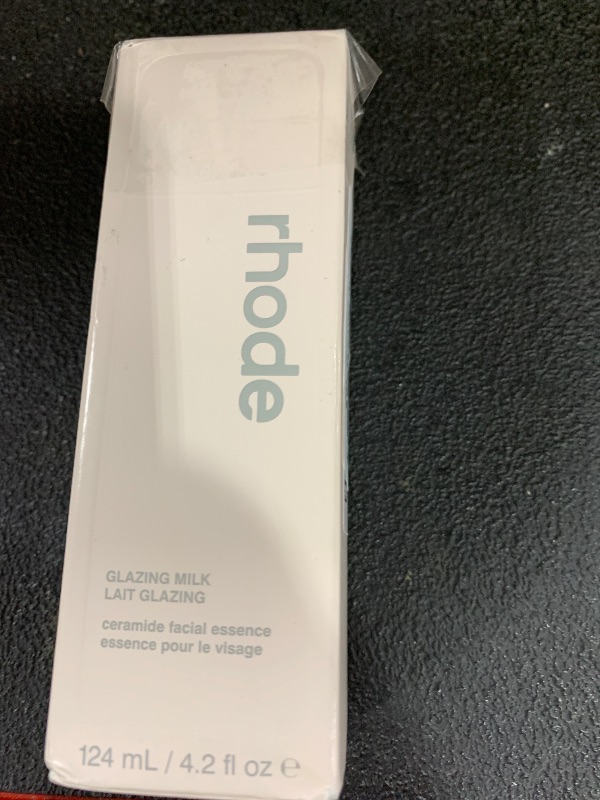 rhode
GLAZING MILK
LAIT GLAZING
ceramide facial essence
essence pour le visage
124 mL / 4.2 fl oz ℮